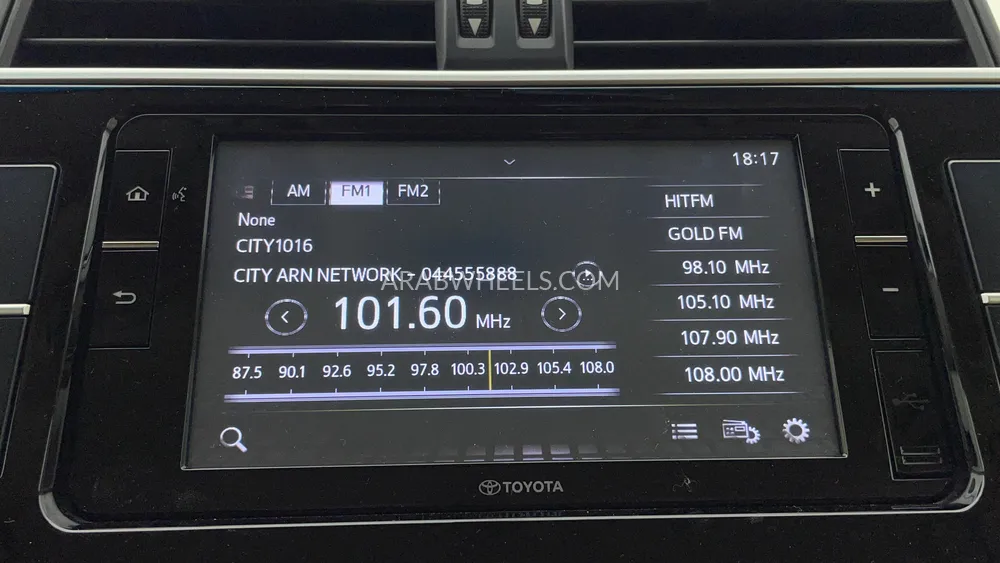 18:17
AM FM1 FM2
None
CITY1016
CITY ARN NETWORK - 044555888
101.60 MHz
87.5 90.1 92.6 95.2 97.8 100.3 102.9 105.4 108.0
HITFM
GOLD FM
98.10 MHz
105.10 MHz
107.90 MHz
108.00 MHz
ARABWHEELS.COM
TOYOTA